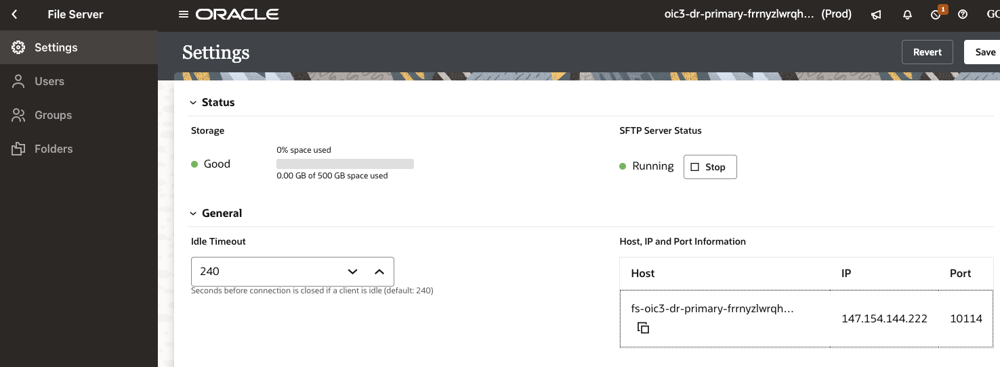 File Server
ORACLE
oic3-dr-primary-frrnyzlwrqh... (Prod)
1
Settings
Users
Groups
Folders
Settings
Revert
Save
Status
Storage
Good
0% space used
0.00 GB of 500 GB space used
SFTP Server Status
Running
Stop
General
Idle Timeout
240
Seconds before connection is closed if a client is idle (default: 240)
Host, IP and Port Information
Host IP Port
fs-oic3-dr-primary-frrnyzlwrqh...
147.154.144.222 10114